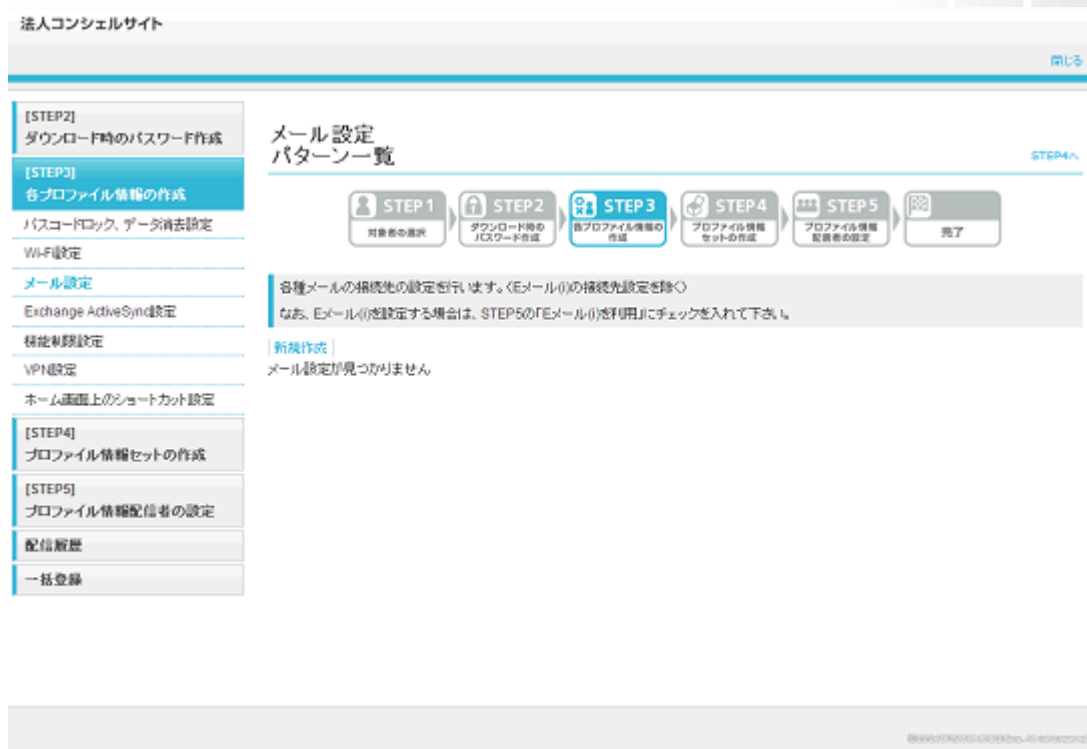 法人コンシェルサイト
閉じる
[STEP2]
ダウンロード時のパスワード作成
[STEP3]
各プロファイル情報の作成
パスコードロック、データ消去設定
Wi-Fi設定
メール設定
Exchange ActiveSync設定
機能制限設定
VPN設定
ホーム画面上のショートカット設定
[STEP4]
プロファイル情報セットの作成
[STEP5]
プロファイル情報配信者の設定
配信履歴
一括登録
メール設定
パターン一覧
STEP4へ
STEP1
対象者の選択
STEP2
ダウンロード時の
パスワード作成
STEP3
各プロファイル情報の
作成
STEP4
プロファイル情報
セットの作成
STEP5
プロファイル情報
配信者の設定
完了
各種メールの接続先の設定を行います。<Eメール(i)の接続先設定を除く>
なお、Eメール(i)を設定する場合は、STEP5の「Eメール(i)を利用」にチェックを入れて下さい。
新規作成
メール設定が見つかりません